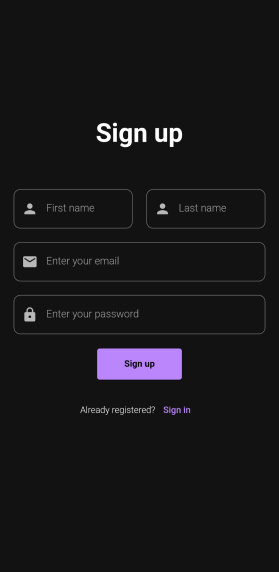 Sign up
First name Last name
Enter your email
Enter your password
Sign up
Already registered? Sign in